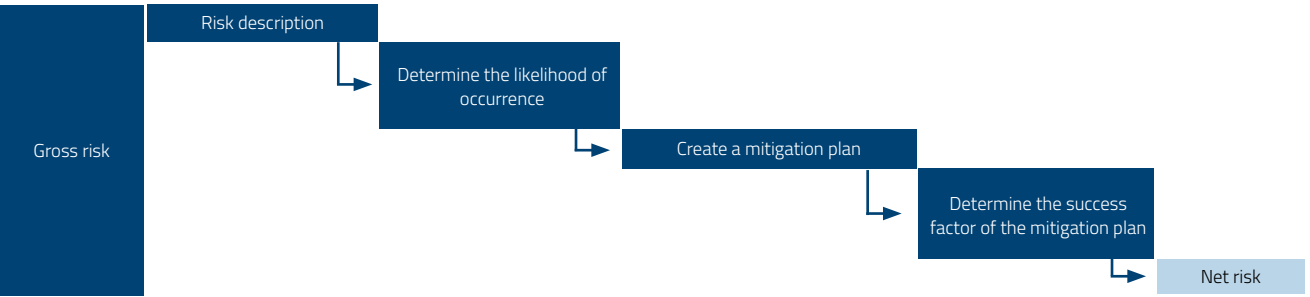 Gross risk
Risk description
Determine the likelihood of
occurrence
Create a mitigation plan
Determine the success
factor of the mitigation plan
Net risk